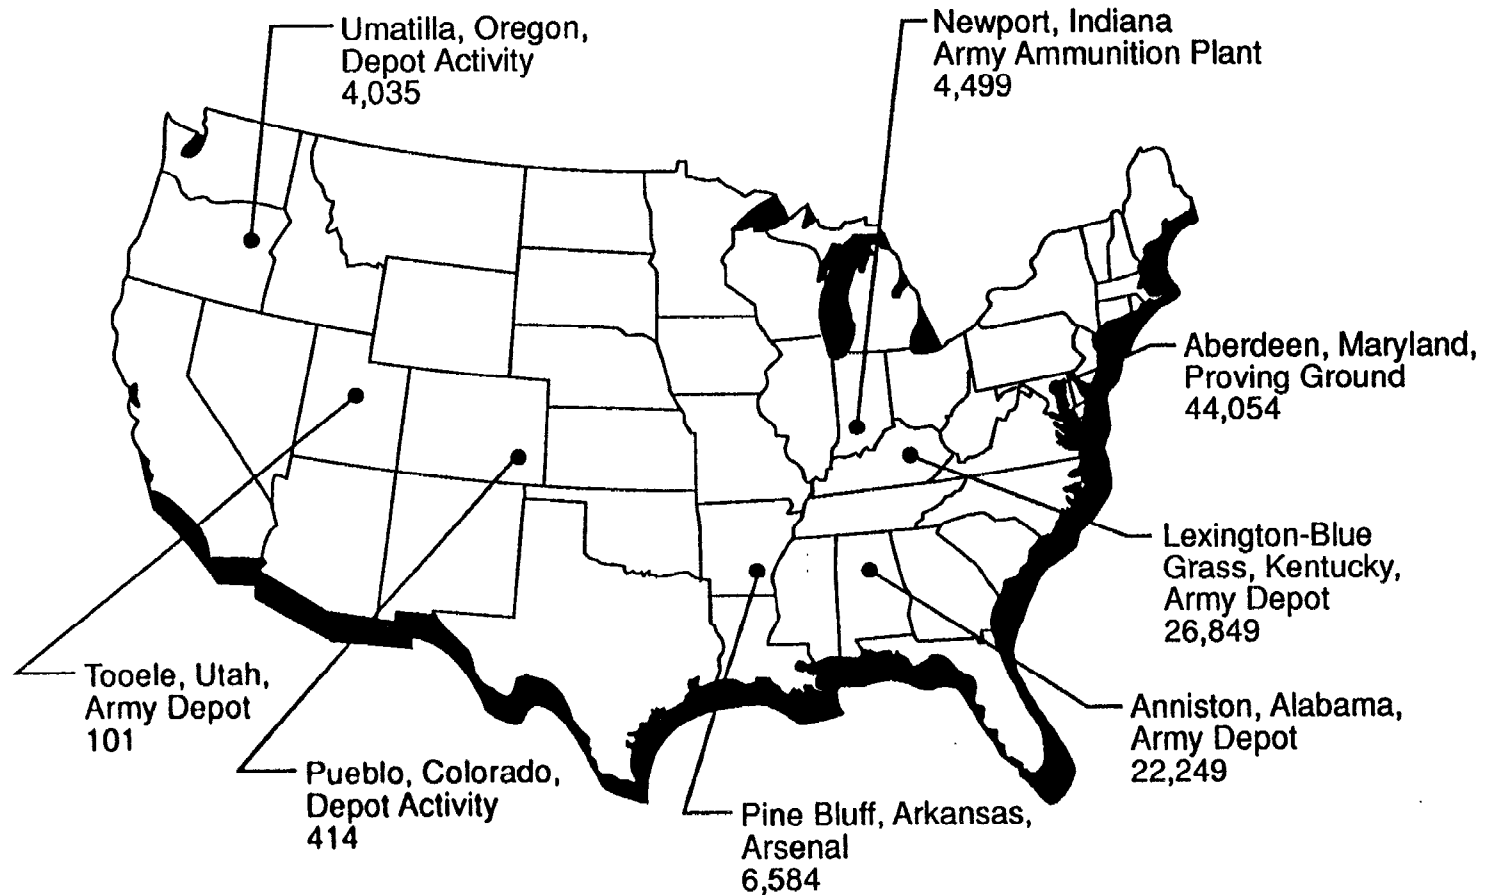 Umatilla, Oregon,
Depot Activity
4,035
Newport, Indiana
Army Ammunition Plant
4,499
Aberdeen, Maryland,
Proving Ground
44,054
Lexington-Blue
Grass, Kentucky,
Army Depot
26,849
Tooele, Utah,
Army Depot
101
Anniston, Alabama,
Army Depot
22,249
Pueblo, Colorado,
Depot Activity
414
Pine Bluff, Arkansas,
Arsenal
6,584